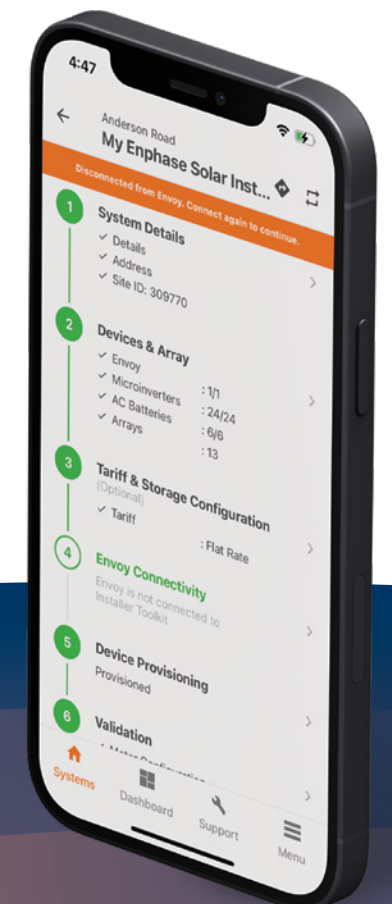 4:47
Anderson Road
My Enphase Solar Inst...
Disconnected from Envoy. Connect again to continue.
1
System Details
✓ Details
✓ Address
✓ Site ID: 309770
2
Devices & Array
✓ Envoy : 1/1
✓ Microinverters : 24/24
✓ AC Batteries : 6/6
✓ Arrays : 13
3
Tariff & Storage Configuration
(Optional)
✓ Tariff : Flat Rate
4
Envoy Connectivity
Envoy is not connected to
Installer Toolkit
5
Device Provisioning
Provisioned
6
Validation
✓ Meter Configuration
Systems
Dashboard
Support
Menu